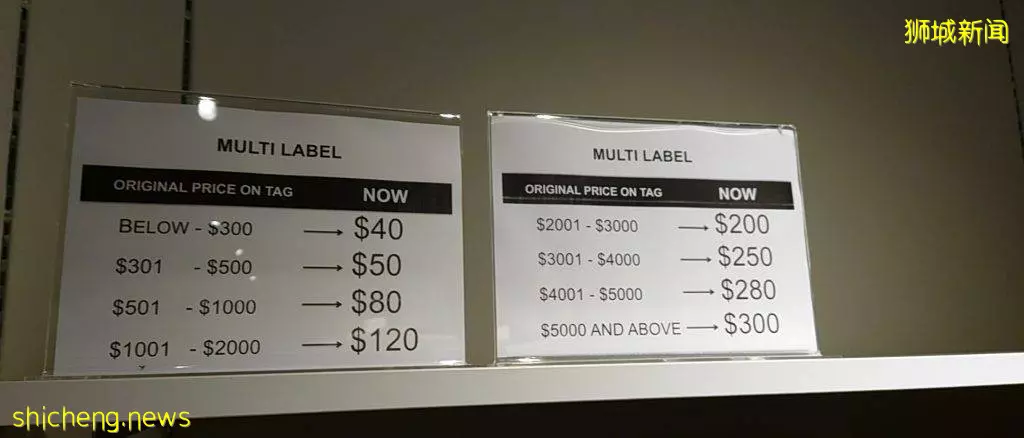 狮城新闻
MULTI LABEL
ORIGINAL PRICE ON TAG NOW
BELOW - $300 → $40
$301 - $500 → $50
$501 - $1000 → $80
$1001 - $2000 → $120
MULTI LABEL
ORIGINAL PRICE ON TAG NOW
$2001 - $3000 → $200
$3001 - $4000 → $250
$4001 - $5000 → $280
$5000 AND ABOVE → $300
shicheng.news